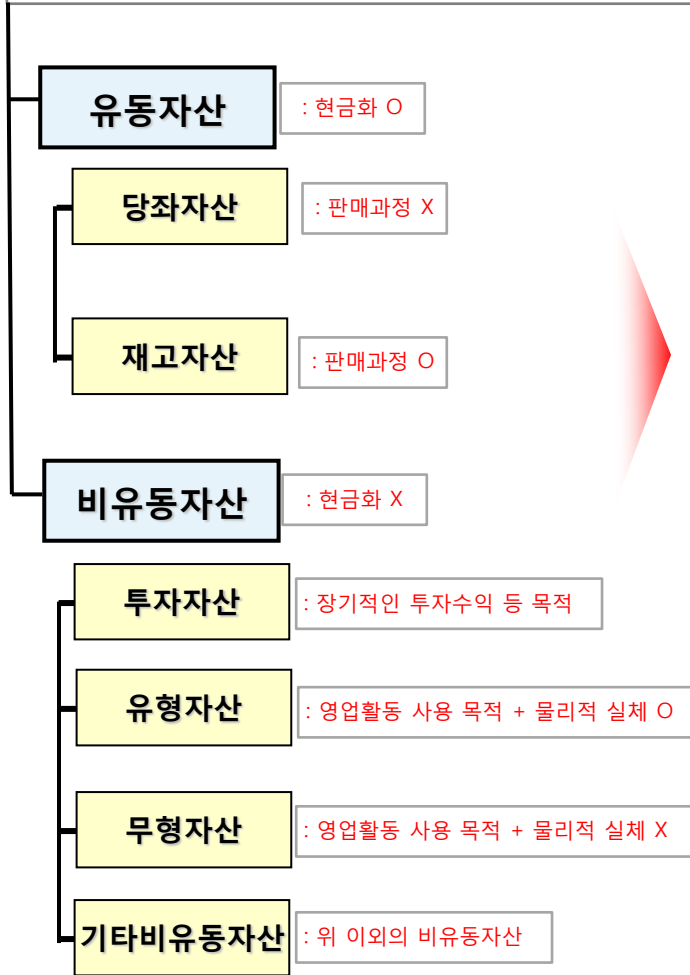 유동자산
: 현금화 O
당좌자산
: 판매과정 X
재고자산
: 판매과정 O
비유동자산
: 현금화 X
투자자산
: 장기적인 투자수익 등 목적
유형자산
: 영업활동 사용 목적 + 물리적 실체 O
무형자산
: 영업활동 사용 목적 + 물리적 실체 X
기타비유동자산
: 위 이외의 비유동자산